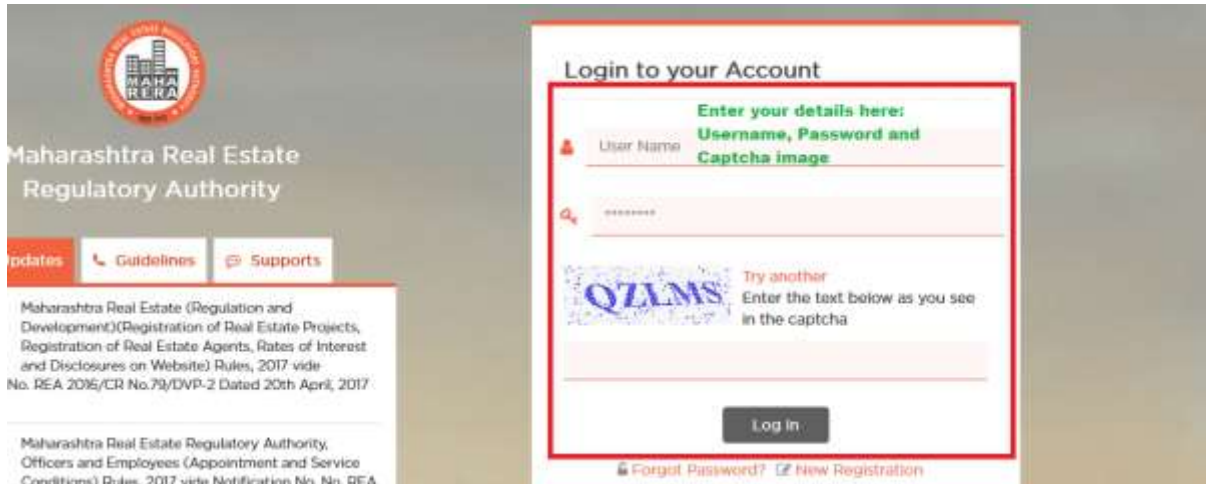 MAHA
RERA
Maharashtra Real Estate
Regulatory Authority
Updates
Guidelines
Supports
Maharashtra Real Estate (Regulation and
Development)(Registration of Real Estate Projects,
Registration of Real Estate Agents, Rates of Interest
and Disclosures on Website) Rules, 2017 vide
No. REA 2016/CR No.79/DVP-2 Dated 20th April, 2017
Maharashtra Real Estate Regulatory Authority,
Officers and Employees (Appointment and Service
Conditions) Rules, 2017 vide Notification No. No. REA
Login to your Account
Enter your details here:
Username, Password and
Captcha image
User Name
********
QZLMS
Try another
Enter the text below as you see
in the captcha
Log In
Forgot Password? New Registration